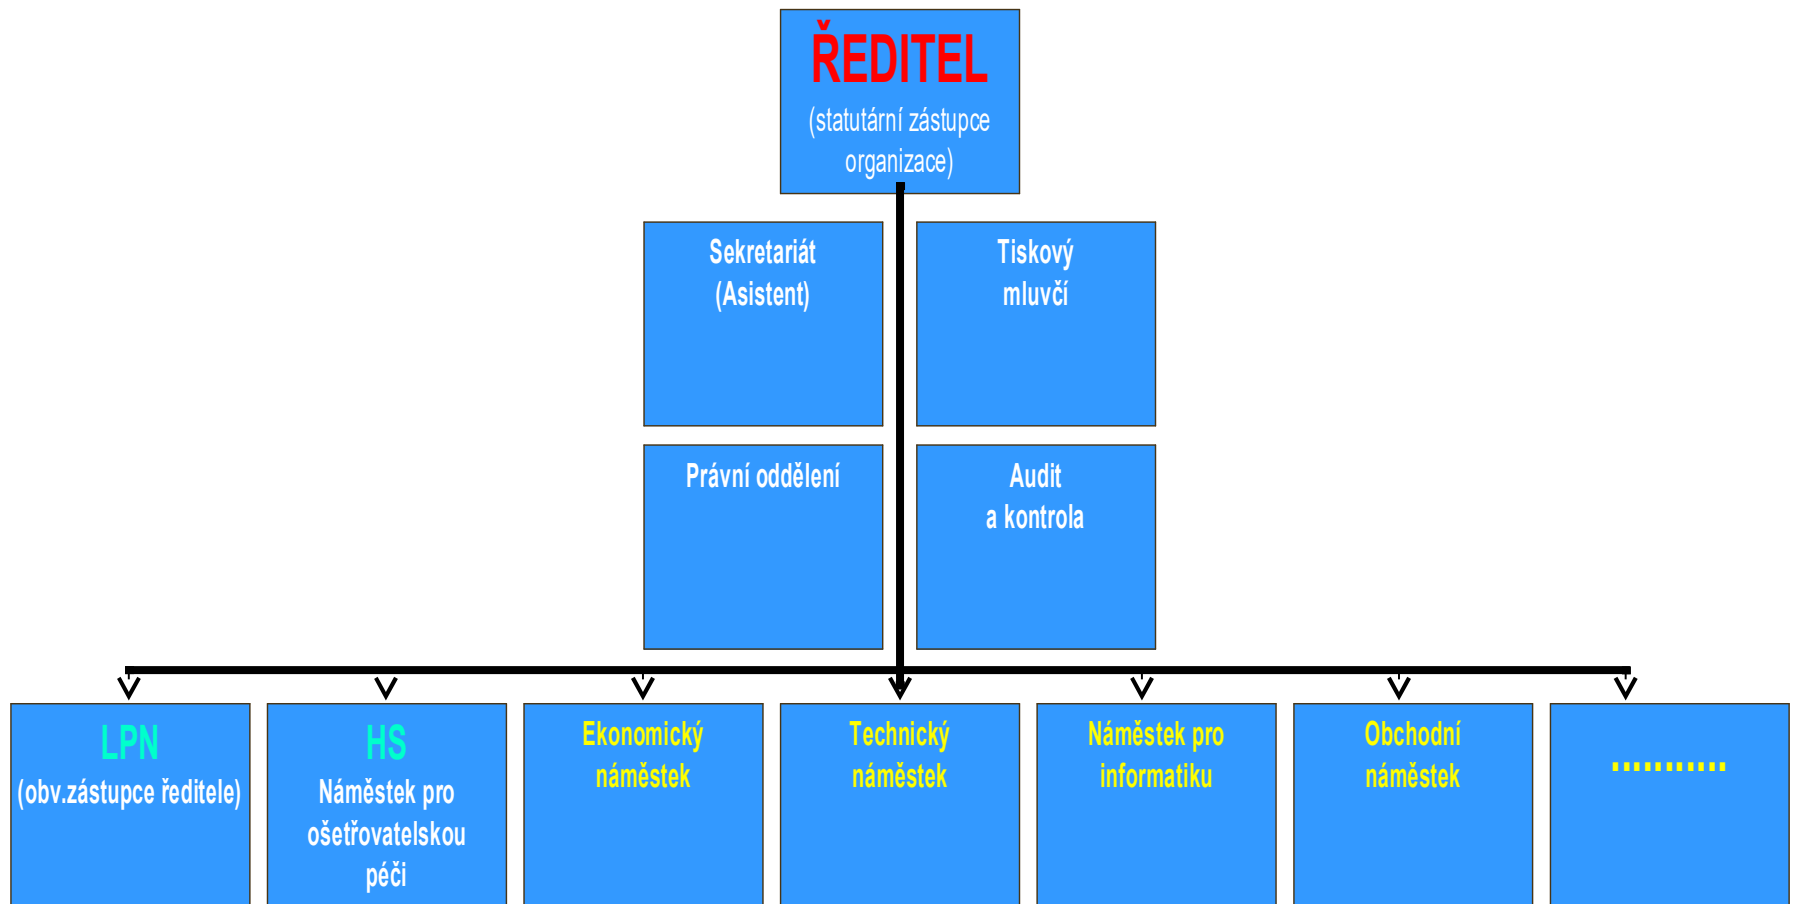 ŘEDITEL
(statutární zástupce
organizace)
Sekretariát
(Asistent)
Tiskový
mluvčí
Právní oddělení
Audit
a kontrola
LPN
(obv.zástupce ředitele)
HS
Náměstek pro
ošetřovatelskou
péči
Ekonomický
náměstek
Technický
náměstek
Náměstek pro
informatiku
Obchodní
náměstek
...........